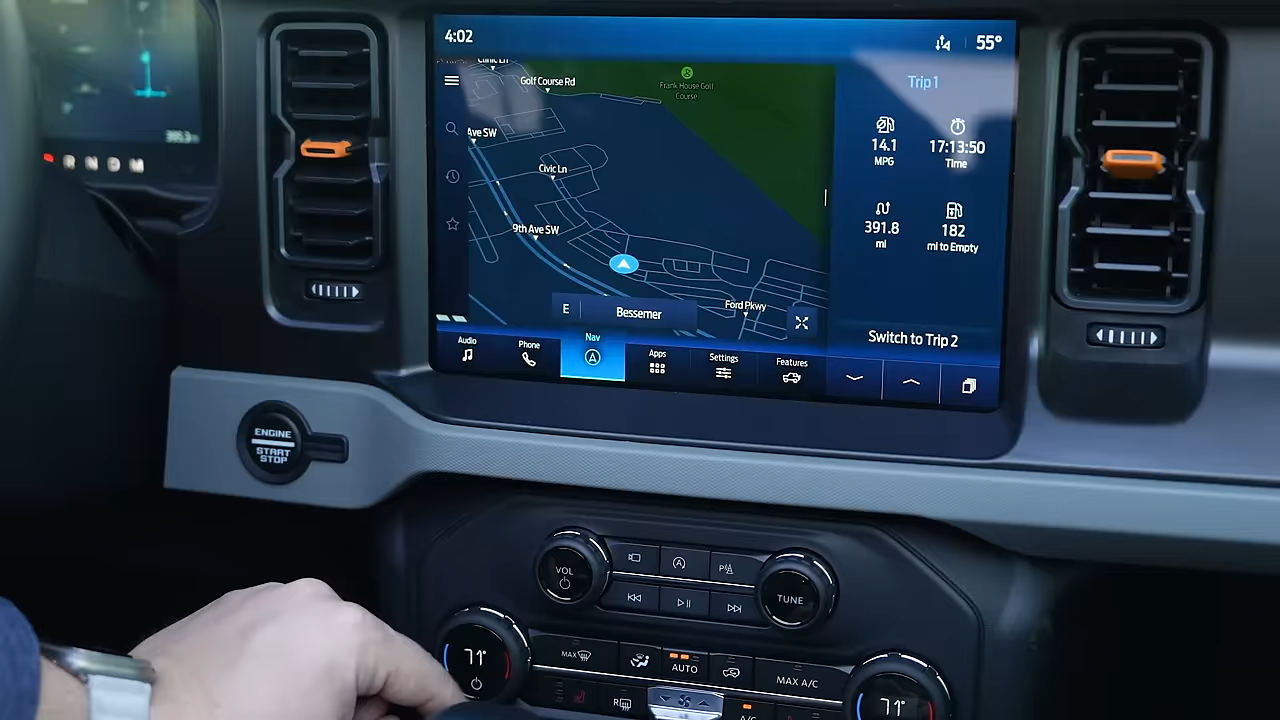 4:02
55°
Golf Course Rd
Frank House Golf
Course
Trip 1
Ave SW
Civic Ln
14.1
MPG
17:13:50
Time
9th Ave SW
391.8
mi
182
mi to Empty
E
Bessemer
Ford Pkwy
Switch to Trip 2
Audio
Phone
Nav
Apps
Settings
Features
R N D M
ENGINE
START
STOP
VOL
TUNE
71°
MAX
AUTO
MAX A/C
R
A/C
71°